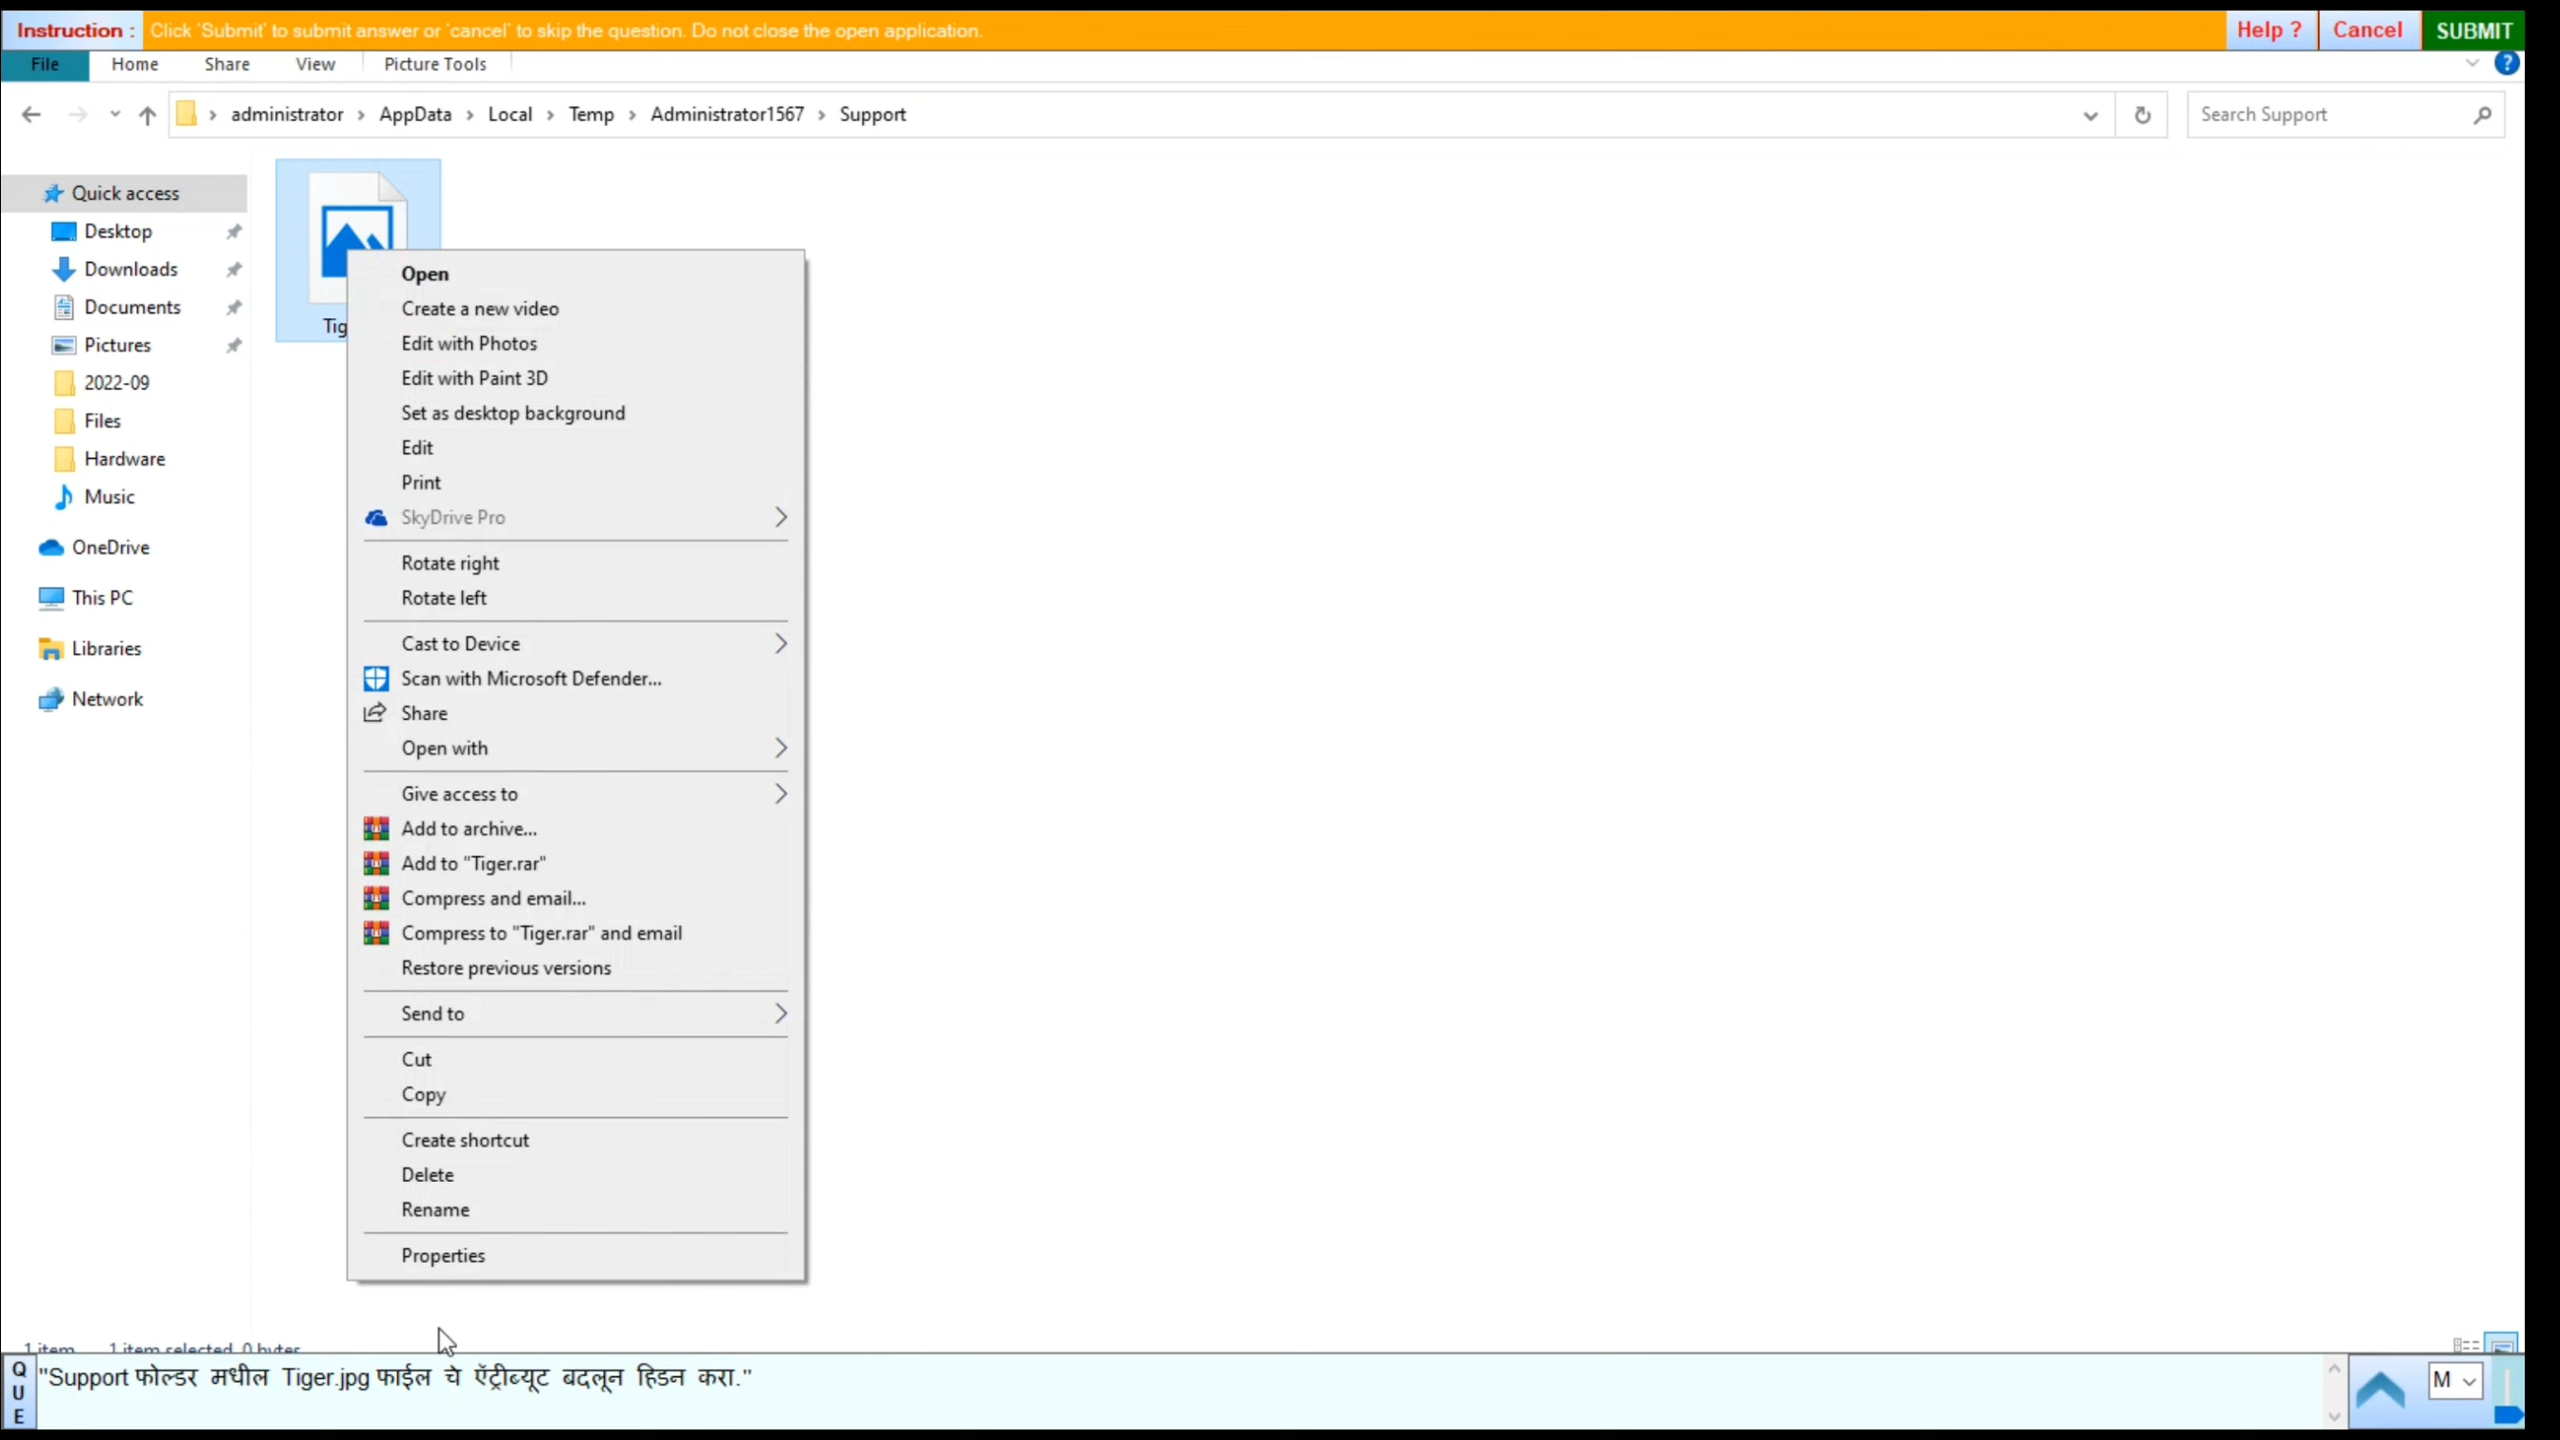 Instruction : Click 'Submit' to submit answer or 'cancel' to skip the question. Do not close the open application. Help ? Cancel SUBMIT
File Home Share View Picture Tools
administrator AppData Local Temp Administrator1567 Support Search Support
Quick access
Desktop
Downloads
Documents
Pictures
2022-09
Files
Hardware
Music
OneDrive
This PC
Libraries
Network
Tig
Open
Create a new video
Edit with Photos
Edit with Paint 3D
Set as desktop background
Edit
Print
SkyDrive Pro
Rotate right
Rotate left
Cast to Device
Scan with Microsoft Defender...
Share
Open with
Give access to
Add to archive...
Add to "Tiger.rar"
Compress and email...
Compress to "Tiger.rar" and email
Restore previous versions
Send to
Cut
Copy
Create shortcut
Delete
Rename
Properties
1 item 1 item selected 0 bytes
QUE
"Support फोल्डर मधील Tiger.jpg फाईल चे ऍट्रीब्यूट बदलून हिडन करा."
M